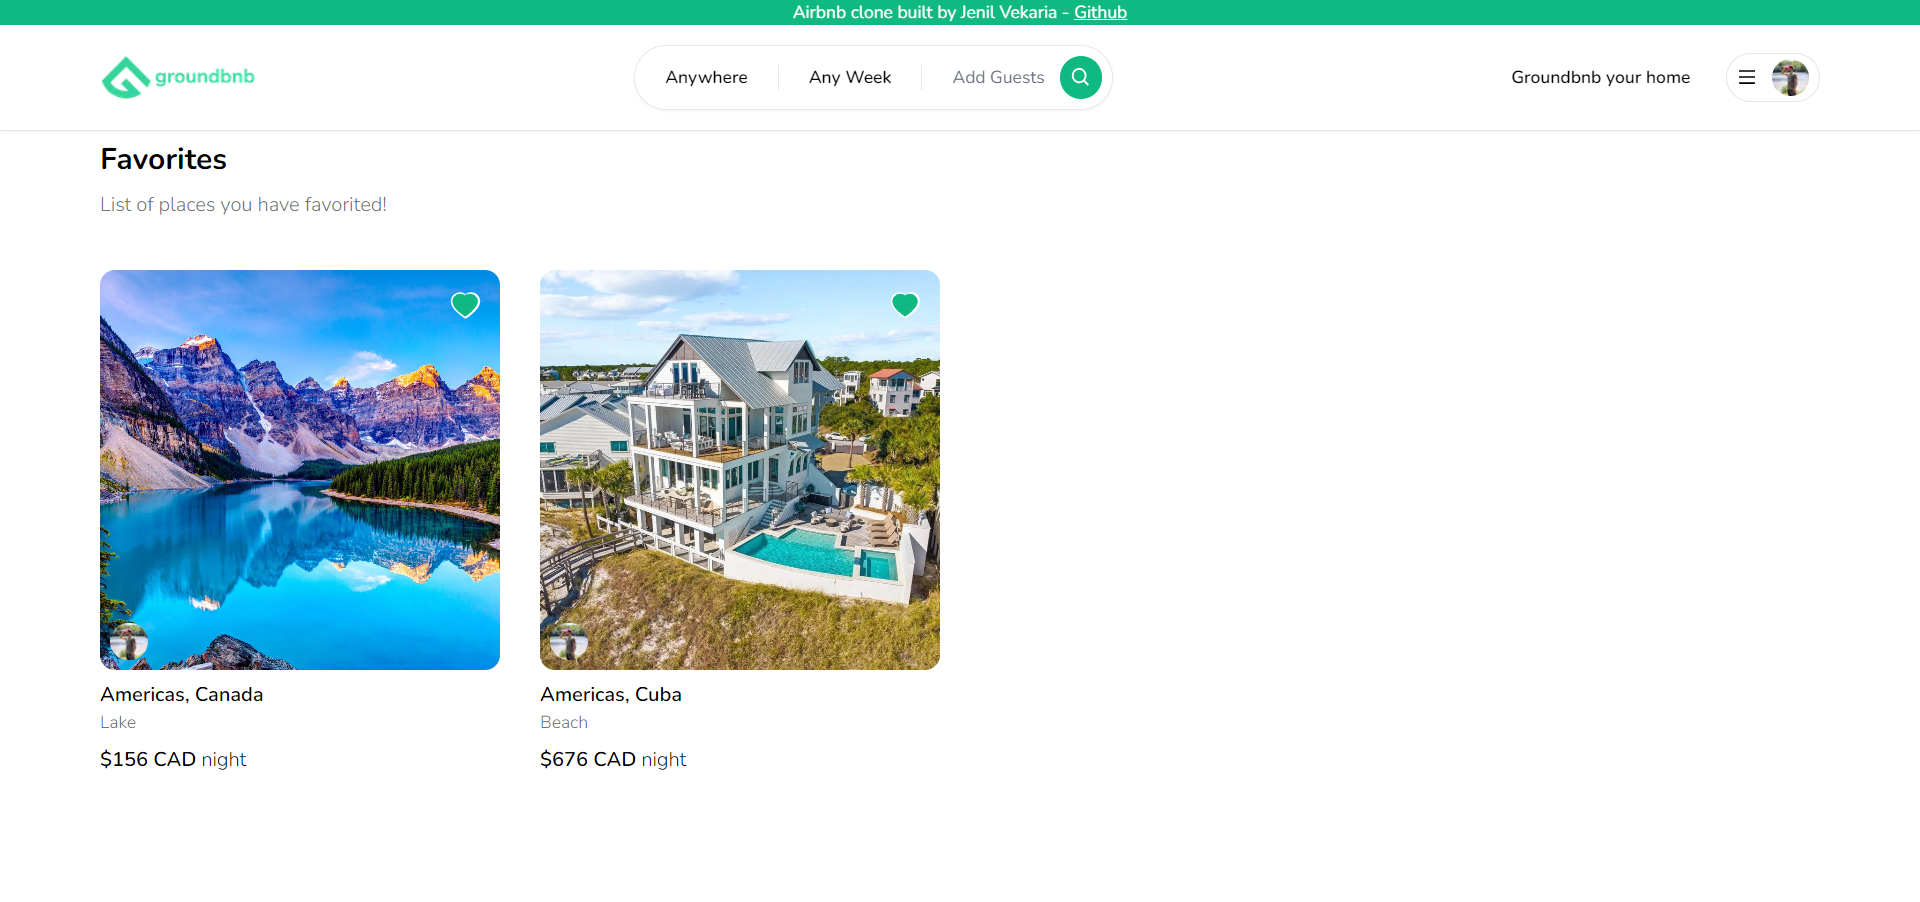 Airbnb clone built by Jenil Vekaria - Github
groundbnb
Anywhere
Any Week
Add Guests
Groundbnb your home
Favorites
List of places you have favorited!
Americas, Canada
Lake
$156 CAD night
Americas, Cuba
Beach
$676 CAD night